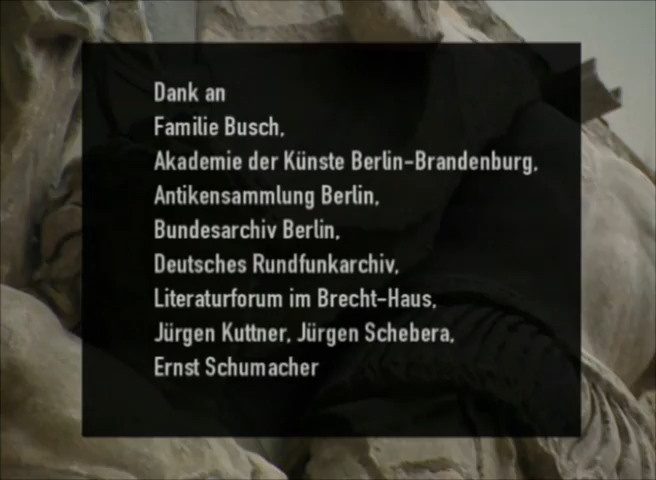 Dank an
Familie Busch,
Akademie der Künste Berlin-Brandenburg,
Antikensammlung Berlin,
Bundesarchiv Berlin,
Deutsches Rundfunkarchiv,
Literaturforum im Brecht-Haus,
Jürgen Kuttner, Jürgen Schebera,
Ernst Schumacher